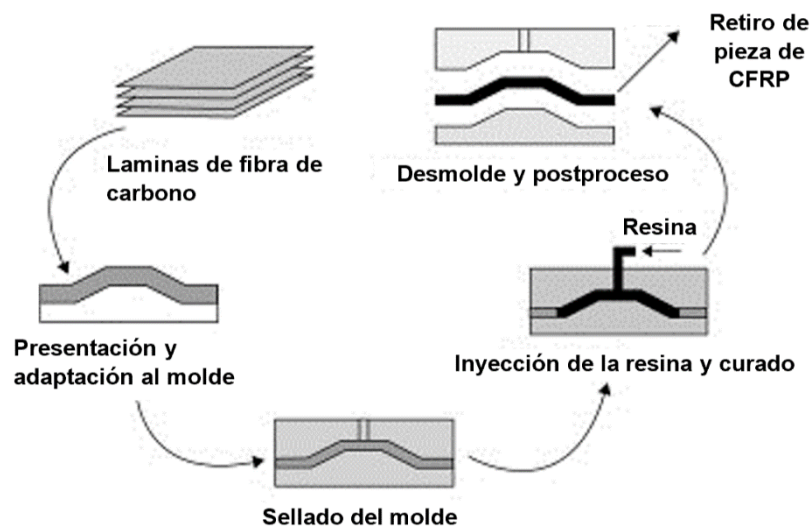 Laminas de fibra de
carbono
Presentación y
adaptación al molde
Sellado del molde
Resina
Inyección de la resina y curado
Desmolde y postproceso
Retiro de
pieza de
CFRP